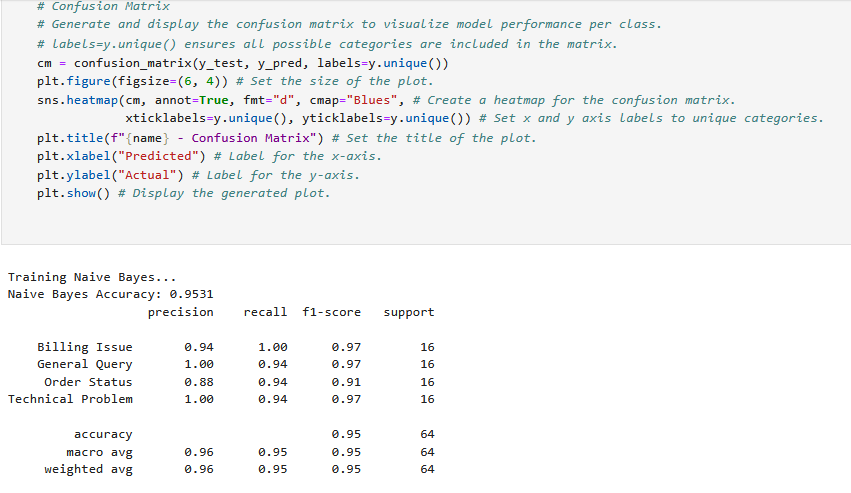 # Confusion Matrix
# Generate and display the confusion matrix to visualize model performance per class.
# labels=y.unique() ensures all possible categories are included in the matrix.
cm = confusion_matrix(y_test, y_pred, labels=y.unique())
plt.figure(figsize=(6, 4)) # Set the size of the plot.
sns.heatmap(cm, annot=True, fmt="d", cmap="Blues", # Create a heatmap for the confusion matrix.
            xticklabels=y.unique(), yticklabels=y.unique()) # Set x and y axis labels to unique categories.
plt.title(f"{name} - Confusion Matrix") # Set the title of the plot.
plt.xlabel("Predicted") # Label for the x-axis.
plt.ylabel("Actual") # Label for the y-axis.
plt.show() # Display the generated plot.
Training Naive Bayes...
Naive Bayes Accuracy: 0.9531
                   precision    recall  f1-score   support
    Billing Issue       0.94      1.00      0.97        16
    General Query       1.00      0.94      0.97        16
     Order Status       0.88      0.94      0.91        16
Technical Problem       1.00      0.94      0.97        16
         accuracy                           0.95        64
        macro avg       0.96      0.95      0.95        64
     weighted avg       0.96      0.95      0.95        64